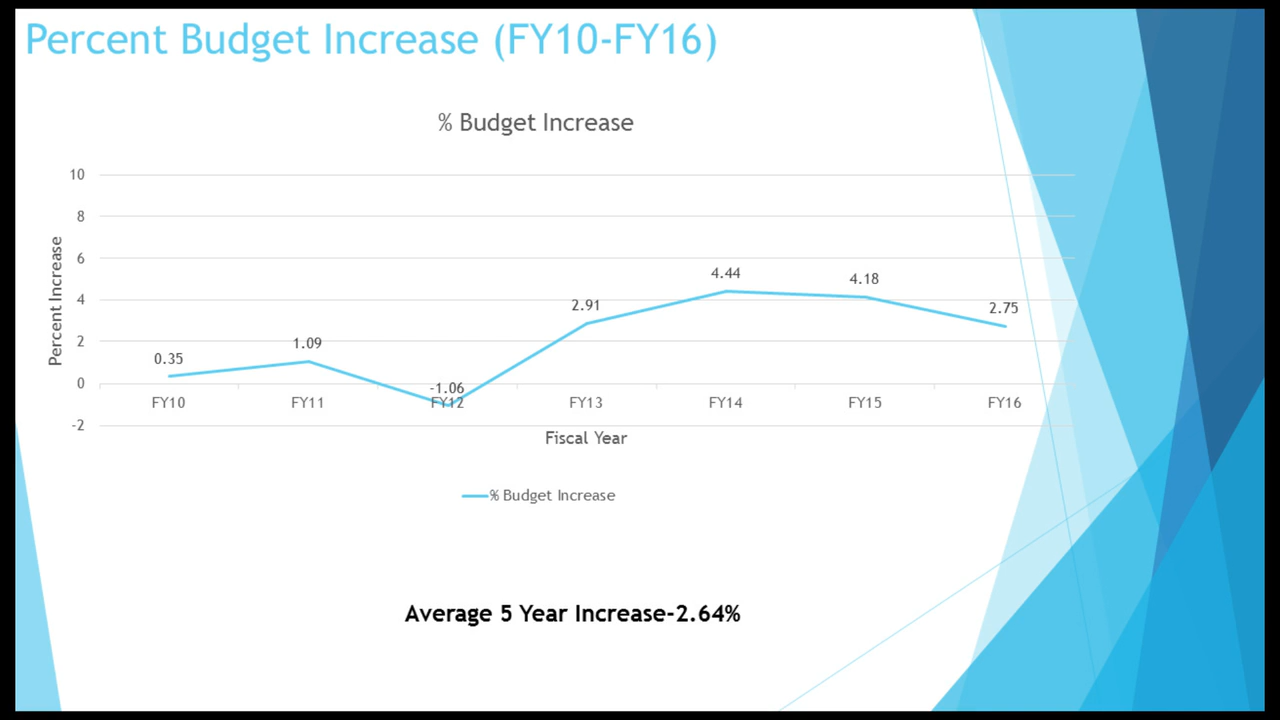 Percent Budget Increase (FY10-FY16)
% Budget Increase
10
8
6
4
2
0
-2
Percent Increase
0.35
1.09
-1.06
2.91
4.44
4.18
2.75
FY10 FY11 FY12 FY13 FY14 FY15 FY16
Fiscal Year
% Budget Increase
Average 5 Year Increase-2.64%